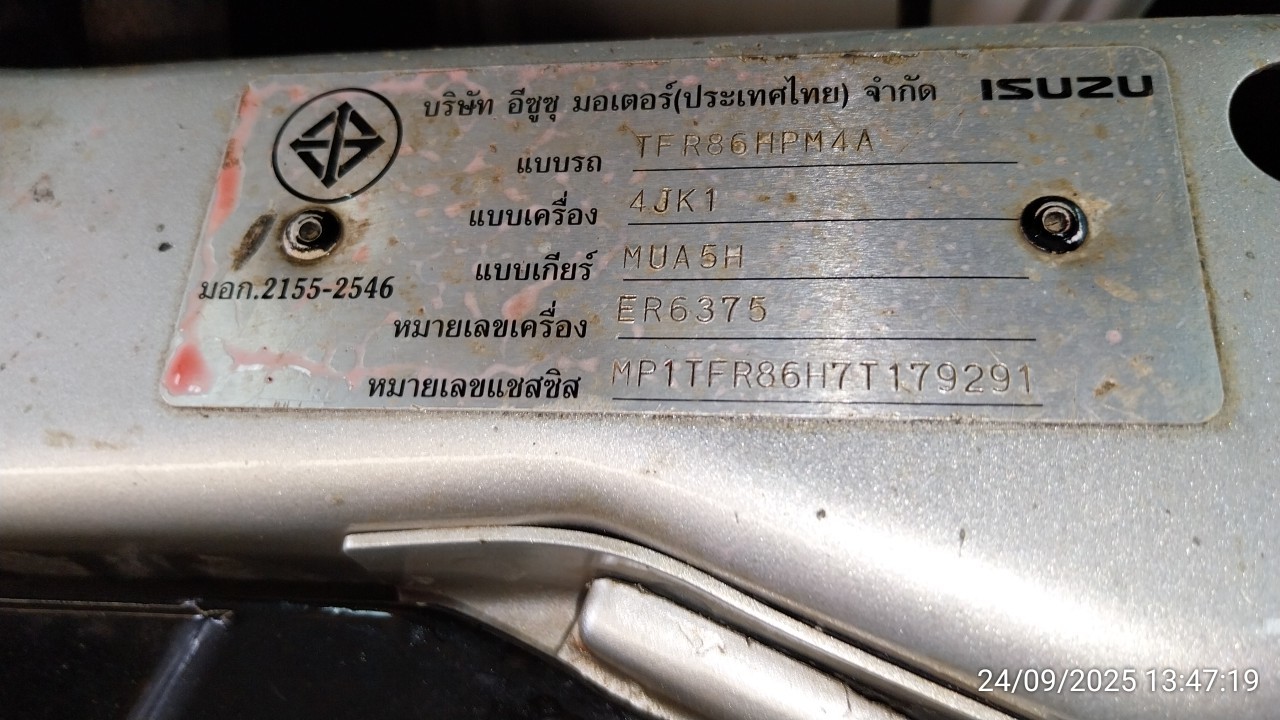 บริษัท อีซูซุ มอเตอร์(ประเทศไทย) จำกัด ISUZU
แบบรถ TFR86HPM4A
แบบเครื่อง 4JK1
แบบเกียร์ MUA5H
มอก.2155-2546
หมายเลขเครื่อง ER6375
หมายเลขแชสซิส MP1TFR86H7T179291
24/09/2025 13:47:19